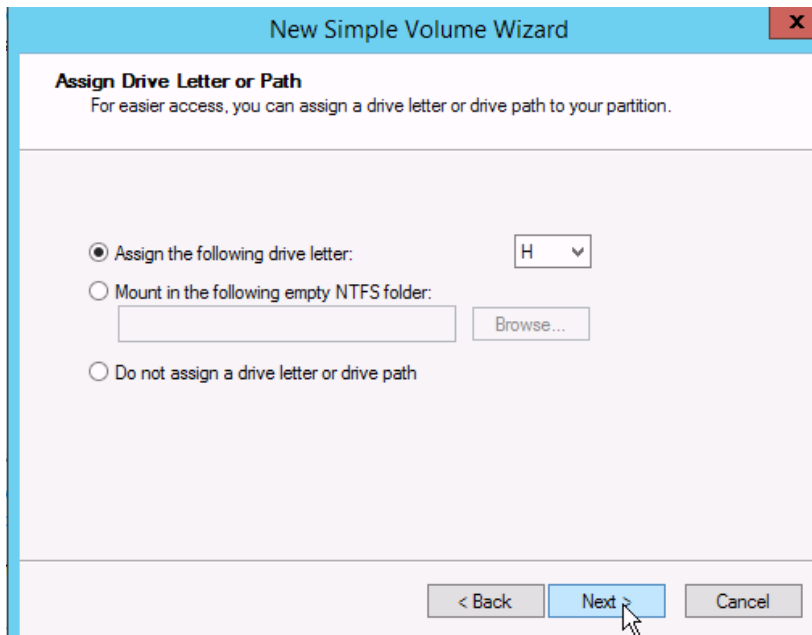 New Simple Volume Wizard
x
Assign Drive Letter or Path
For easier access, you can assign a drive letter or drive path to your partition.
Assign the following drive letter: H
Mount in the following empty NTFS folder:
Browse...
Do not assign a drive letter or drive path
< Back Next > Cancel